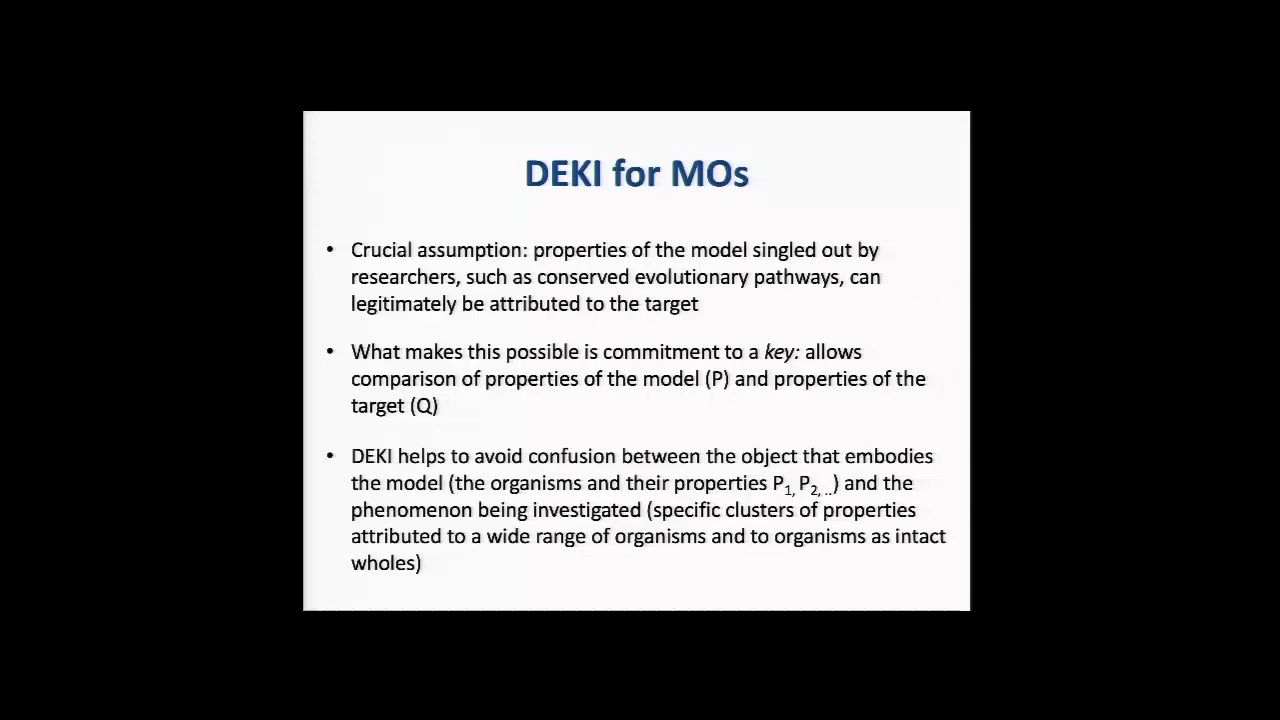 DEKI for MOs
• Crucial assumption: properties of the model singled out by
researchers, such as conserved evolutionary pathways, can
legitimately be attributed to the target
• What makes this possible is commitment to a key: allows
comparison of properties of the model (P) and properties of the
target (Q)
• DEKI helps to avoid confusion between the object that embodies
the model (the organisms and their properties P1, P2, ..) and the
phenomenon being investigated (specific clusters of properties
attributed to a wide range of organisms and to organisms as intact
wholes)